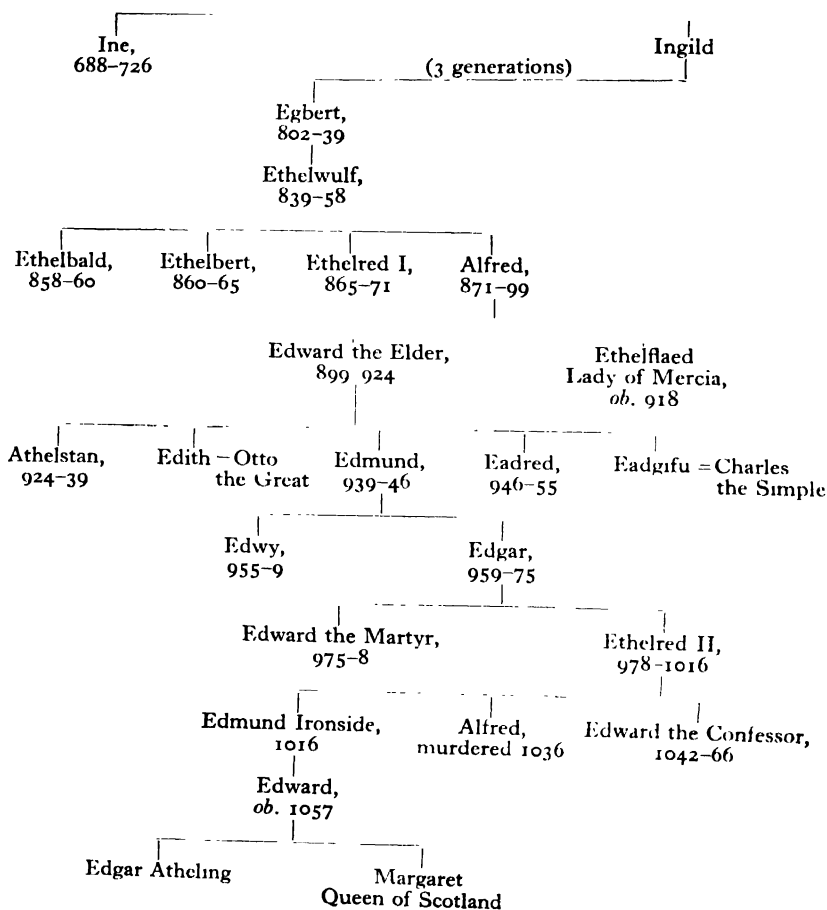 Ine,
688–726
Ingild
(3 generations)
Egbert,
802–39
Ethelwulf,
839–58
Ethelbald,
858–60
Ethelbert,
860–65
Ethelred I,
865–71
Alfred,
871–99
Edward the Elder,
899 924
Ethelflaed
Lady of Mercia,
ob. 918
Athelstan,
924–39
Edith – Otto
the Great
Edmund,
939–46
Eadred,
946–55
Eadgifu = Charles
the Simple
Edwy,
955–9
Edgar,
959–75
Edward the Martyr,
975–8
Ethelred II,
978–1016
Edmund Ironside,
1016
Alfred,
murdered 1036
Edward the Confessor,
1042–66
Edward,
ob. 1057
Edgar Atheling
Margaret
Queen of Scotland